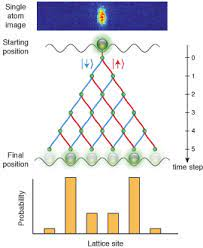 Single
atom
image
Starting
position
|↓⟩ |↑⟩
0
1
2
3
4
5
Final
position
time step
Probability
Lattice site